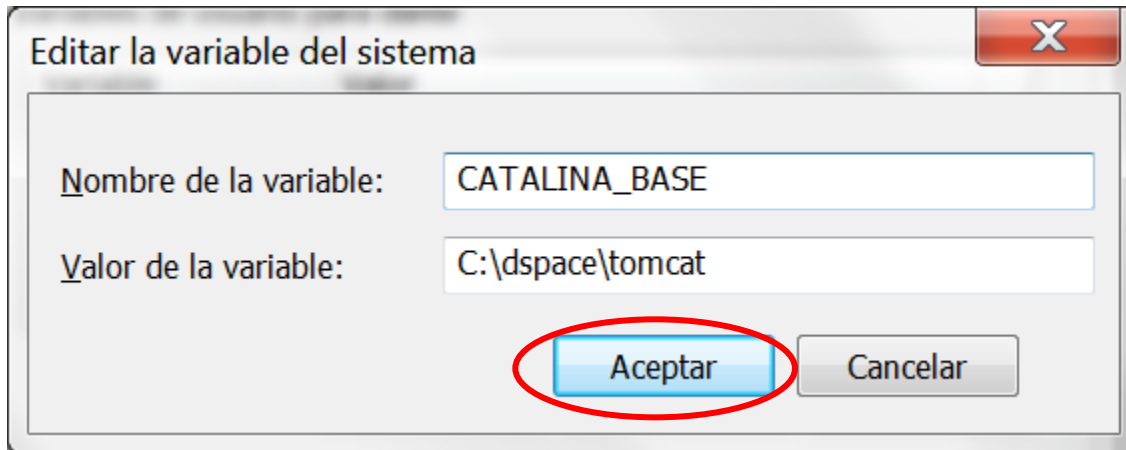 Editar la variable del sistema
Nombre de la variable: CATALINA_BASE
Valor de la variable: C:\dspace\tomcat
Aceptar Cancelar